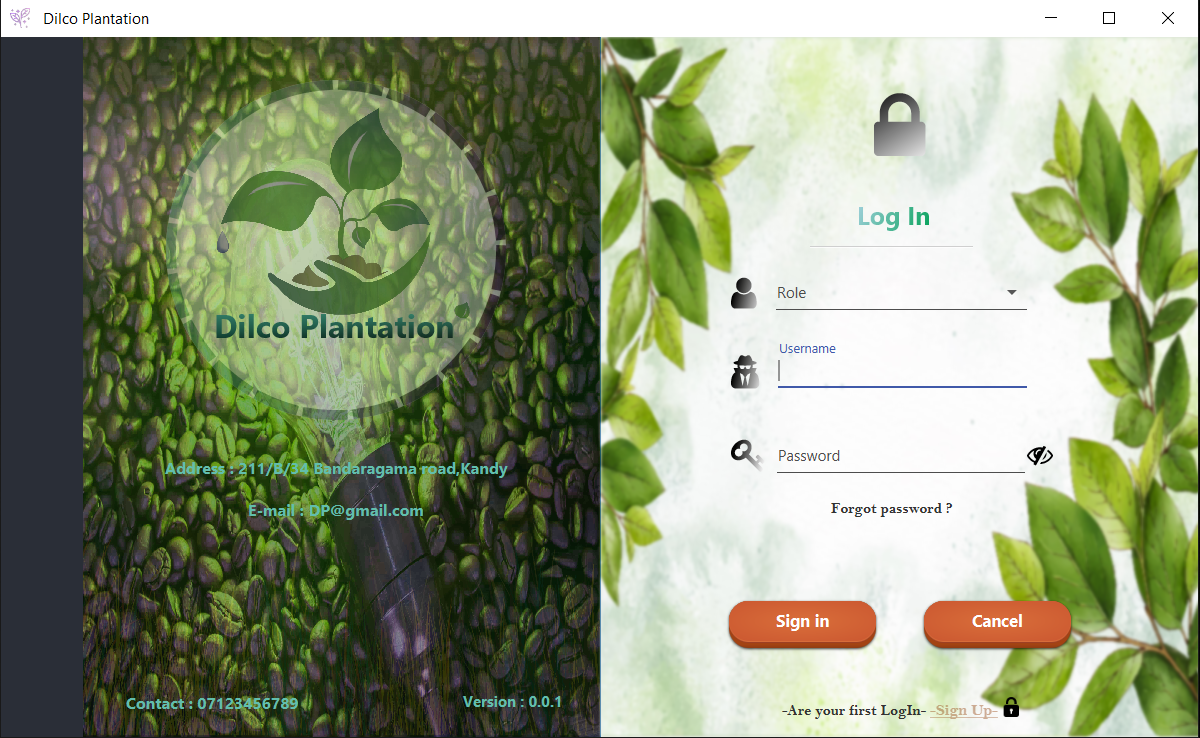 Dilco Plantation
Dilco Plantation
Address : 211/B/34 Bandaragama road,Kandy
E-mail : DP@gmail.com
Contact : 07123456789
Version : 0.0.1
Log In
Role
Username
Password
Forgot password ?
Sign in
Cancel
-Are your first LogIn- -Sign Up-